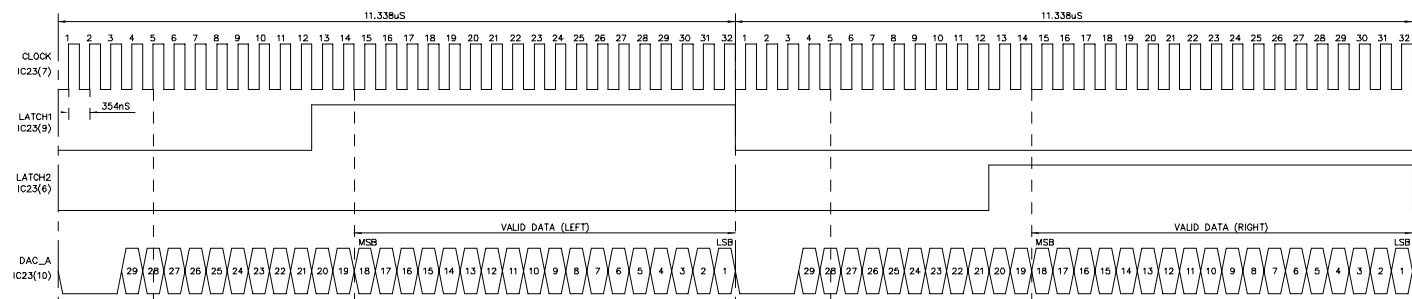 11.338uS 11.338uS
1 2 3 4 5 6 7 8 9 10 11 12 13 14 15 16 17 18 19 20 21 22 23 24 25 26 27 28 29 30 31 32 1 2 3 4 5 6 7 8 9 10 11 12 13 14 15 16 17 18 19 20 21 22 23 24 25 26 27 28 29 30 31 32
CLOCK
IC23(7)
354nS
LATCH1
IC23(9)
LATCH2
IC23(6)
VALID DATA (LEFT) VALID DATA (RIGHT)
MSB LSB MSB LSB
DAC_A
IC23(10)
29 28 27 26 25 24 23 22 21 20 19 18 17 16 15 14 13 12 11 10 9 8 7 6 5 4 3 2 1 29 28 27 26 25 24 23 22 21 20 19 18 17 16 15 14 13 12 11 10 9 8 7 6 5 4 3 2 1